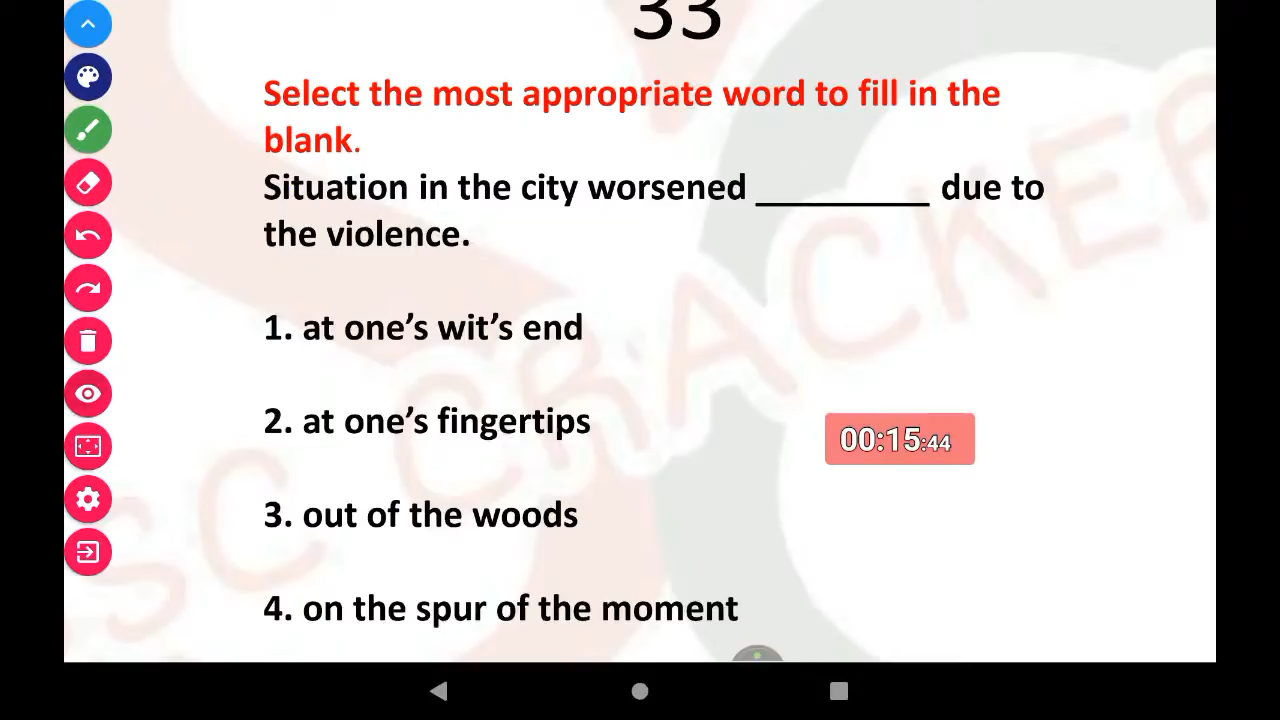 33
Select the most appropriate word to fill in the
blank.
Situation in the city worsened _________ due to
the violence.
1. at one’s wit’s end
2. at one’s fingertips
00:15:44
3. out of the woods
4. on the spur of the moment
SC CRACKER